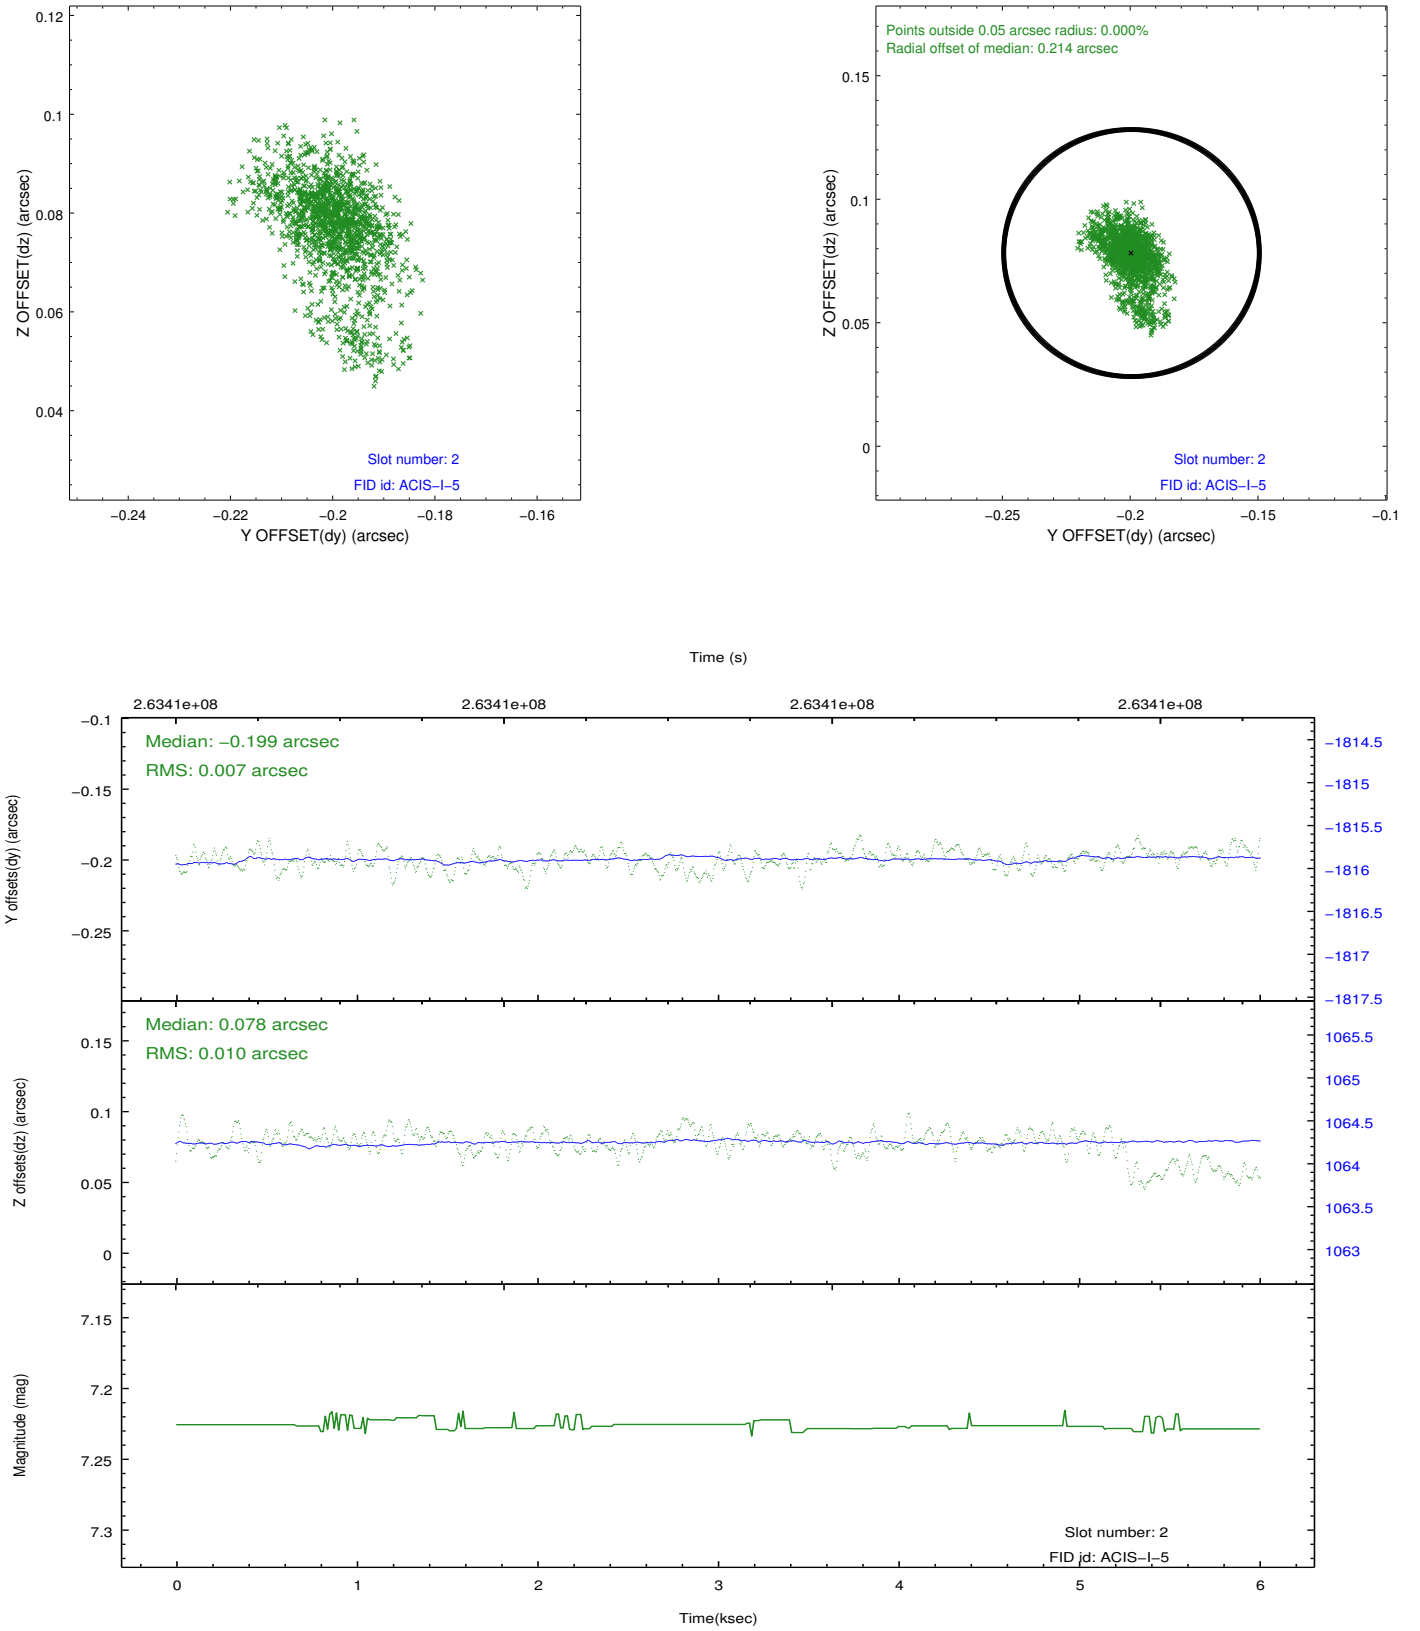 0.12
0.1
0.08
0.06
0.04
Z OFFSET(dz) (arcsec)
Slot number: 2
FID id: ACIS−I−5
−0.24
−0.22
−0.2
−0.18
−0.16
Y OFFSET(dy) (arcsec)
Points outside 0.05 arcsec radius: 0.000%
Radial offset of median: 0.214 arcsec
0.15
0.1
0.05
0
Z OFFSET(dz) (arcsec)
Slot number: 2
FID id: ACIS−I−5
−0.25
−0.2
−0.15
−0.1
Y OFFSET(dy) (arcsec)
Time (s)
2.6341e+08
2.6341e+08
2.6341e+08
2.6341e+08
−0.1
−0.15
−0.2
−0.25
Y offsets(dy) (arcsec)
Median: −0.199 arcsec
RMS: 0.007 arcsec
−1814.5
−1815
−1815.5
−1816
−1816.5
−1817
−1817.5
0.15
0.1
0.05
0
Z offsets(dz) (arcsec)
Median: 0.078 arcsec
RMS: 0.010 arcsec
1065.5
1065
1064.5
1064
1063.5
1063
7.15
7.2
7.25
7.3
Magnitude (mag)
Slot number: 2
FID id: ACIS−I−5
0
1
2
3
4
5
6
Time(ksec)